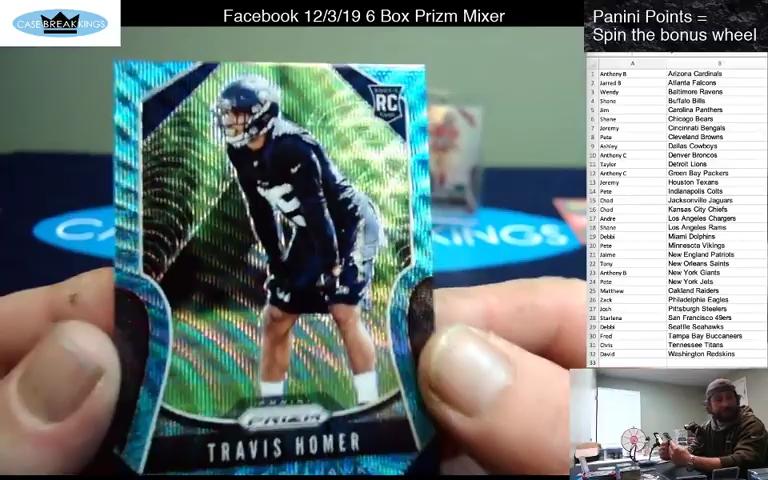 Facebook 12/3/19 6 Box Prizm Mixer
Panini Points =
Spin the bonus wheel
CASE BREAK KINGS
RC
PANINI
PRIZM
TRAVIS HOMER
C
KINGS
A B
1 Anthony B Arizona Cardinals
2 Jarred B Atlanta Falcons
3 Wendy Baltimore Ravens
4 Shane Buffalo Bills
5 Jim Carolina Panthers
6 Shane Chicago Bears
7 Jeremy Cincinnati Bengals
8 Pete Cleveland Browns
9 Ashley Dallas Cowboys
10 Anthony C Denver Broncos
11 Taylor Detroit Lions
12 Anthony C Green Bay Packers
13 Jeremy Houston Texans
14 Pete Indianapolis Colts
15 Chad Jacksonville Jaguars
16 Chad Kansas City Chiefs
17 Andre Los Angeles Chargers
18 Shane Los Angeles Rams
19 Debbi Miami Dolphins
20 Pete Minnesota Vikings
21 Jaime New England Patriots
22 Tony New Orleans Saints
23 Anthony B New York Giants
24 Pete New York Jets
25 Matthew Oakland Raiders
26 Zack Philadelphia Eagles
27 Josh Pittsburgh Steelers
28 Starlena San Francisco 49ers
29 Debbi Seattle Seahawks
30 Fred Tampa Bay Buccaneers
31 Chris Tennessee Titans
32 David Washington Redskins
33